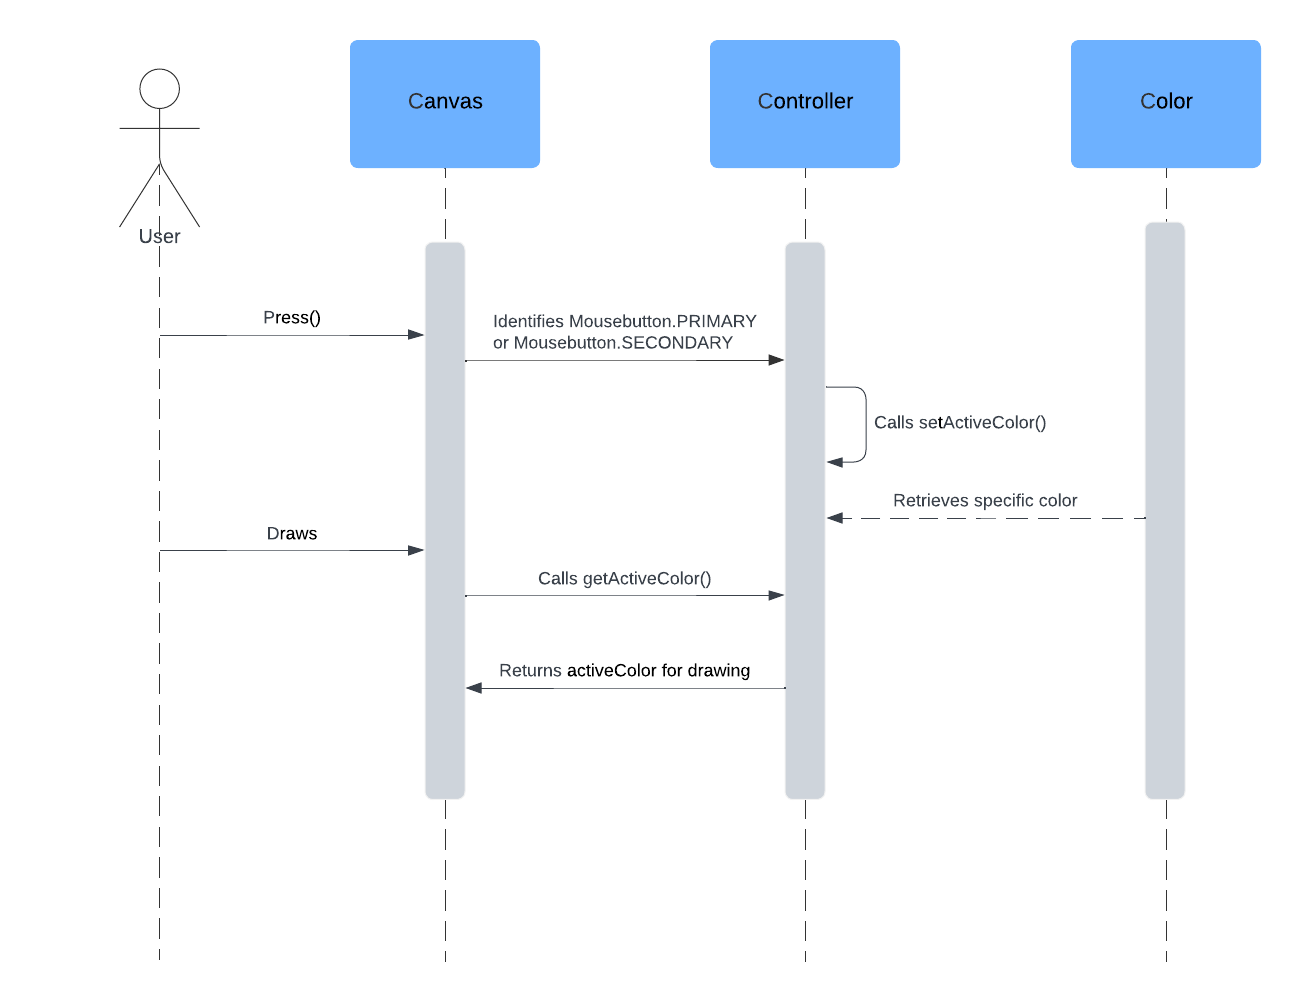 Canvas
Controller
Color
User
Press()
Identifies Mousebutton.PRIMARY
or Mousebutton.SECONDARY
Calls setActiveColor()
Retrieves specific color
Draws
Calls getActiveColor()
Returns activeColor for drawing